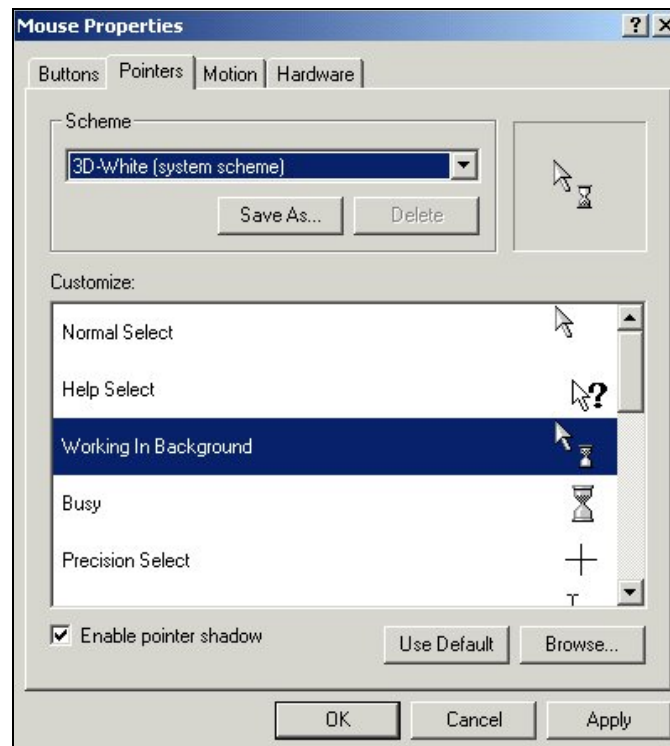 Mouse Properties
Buttons Pointers Motion Hardware
Scheme
3D-White (system scheme)
Save As... Delete
Customize:
Normal Select
Help Select
Working In Background
Busy
Precision Select
Enable pointer shadow
Use Default Browse...
OK Cancel Apply